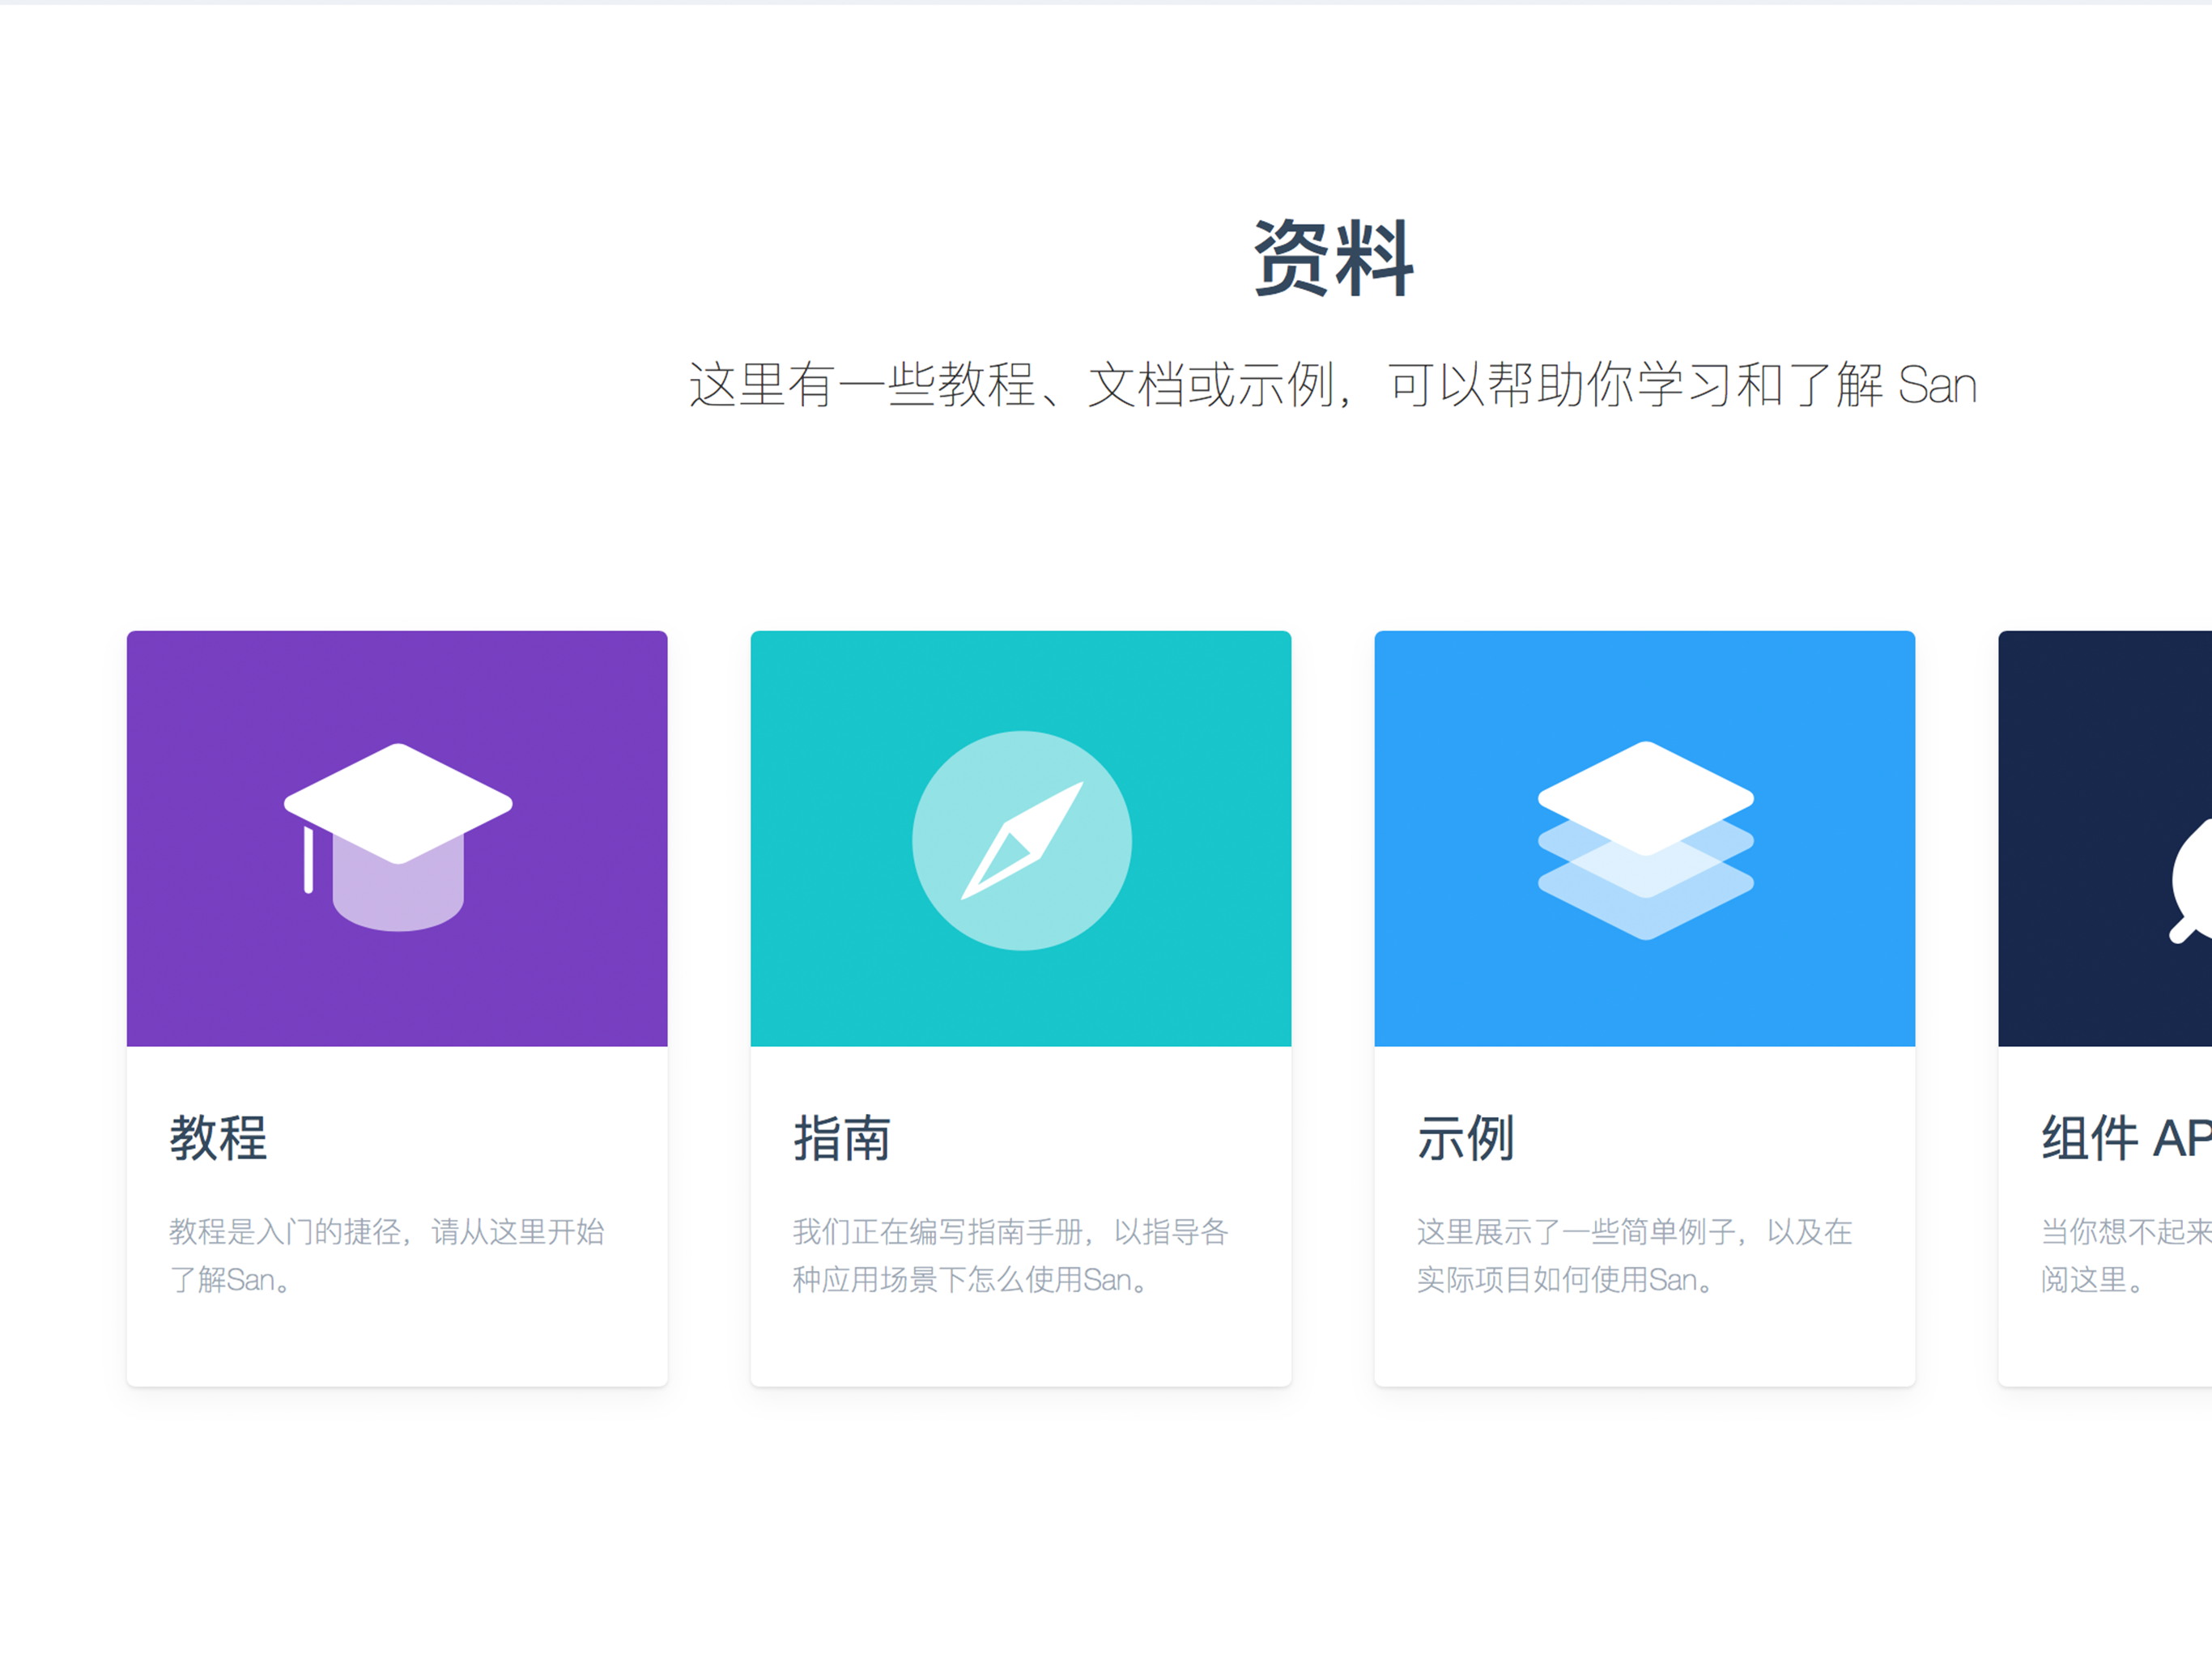 资料
这里有一些教程、文档或示例，可以帮助你学习和了解 San
教程
教程是入门的捷径，请从这里开始
了解San。
指南
我们正在编写指南手册，以指导各
种应用场景下怎么使用San。
示例
这里展示了一些简单例子，以及在
实际项目如何使用San。
组件 AP
当你想不起来
阅这里。